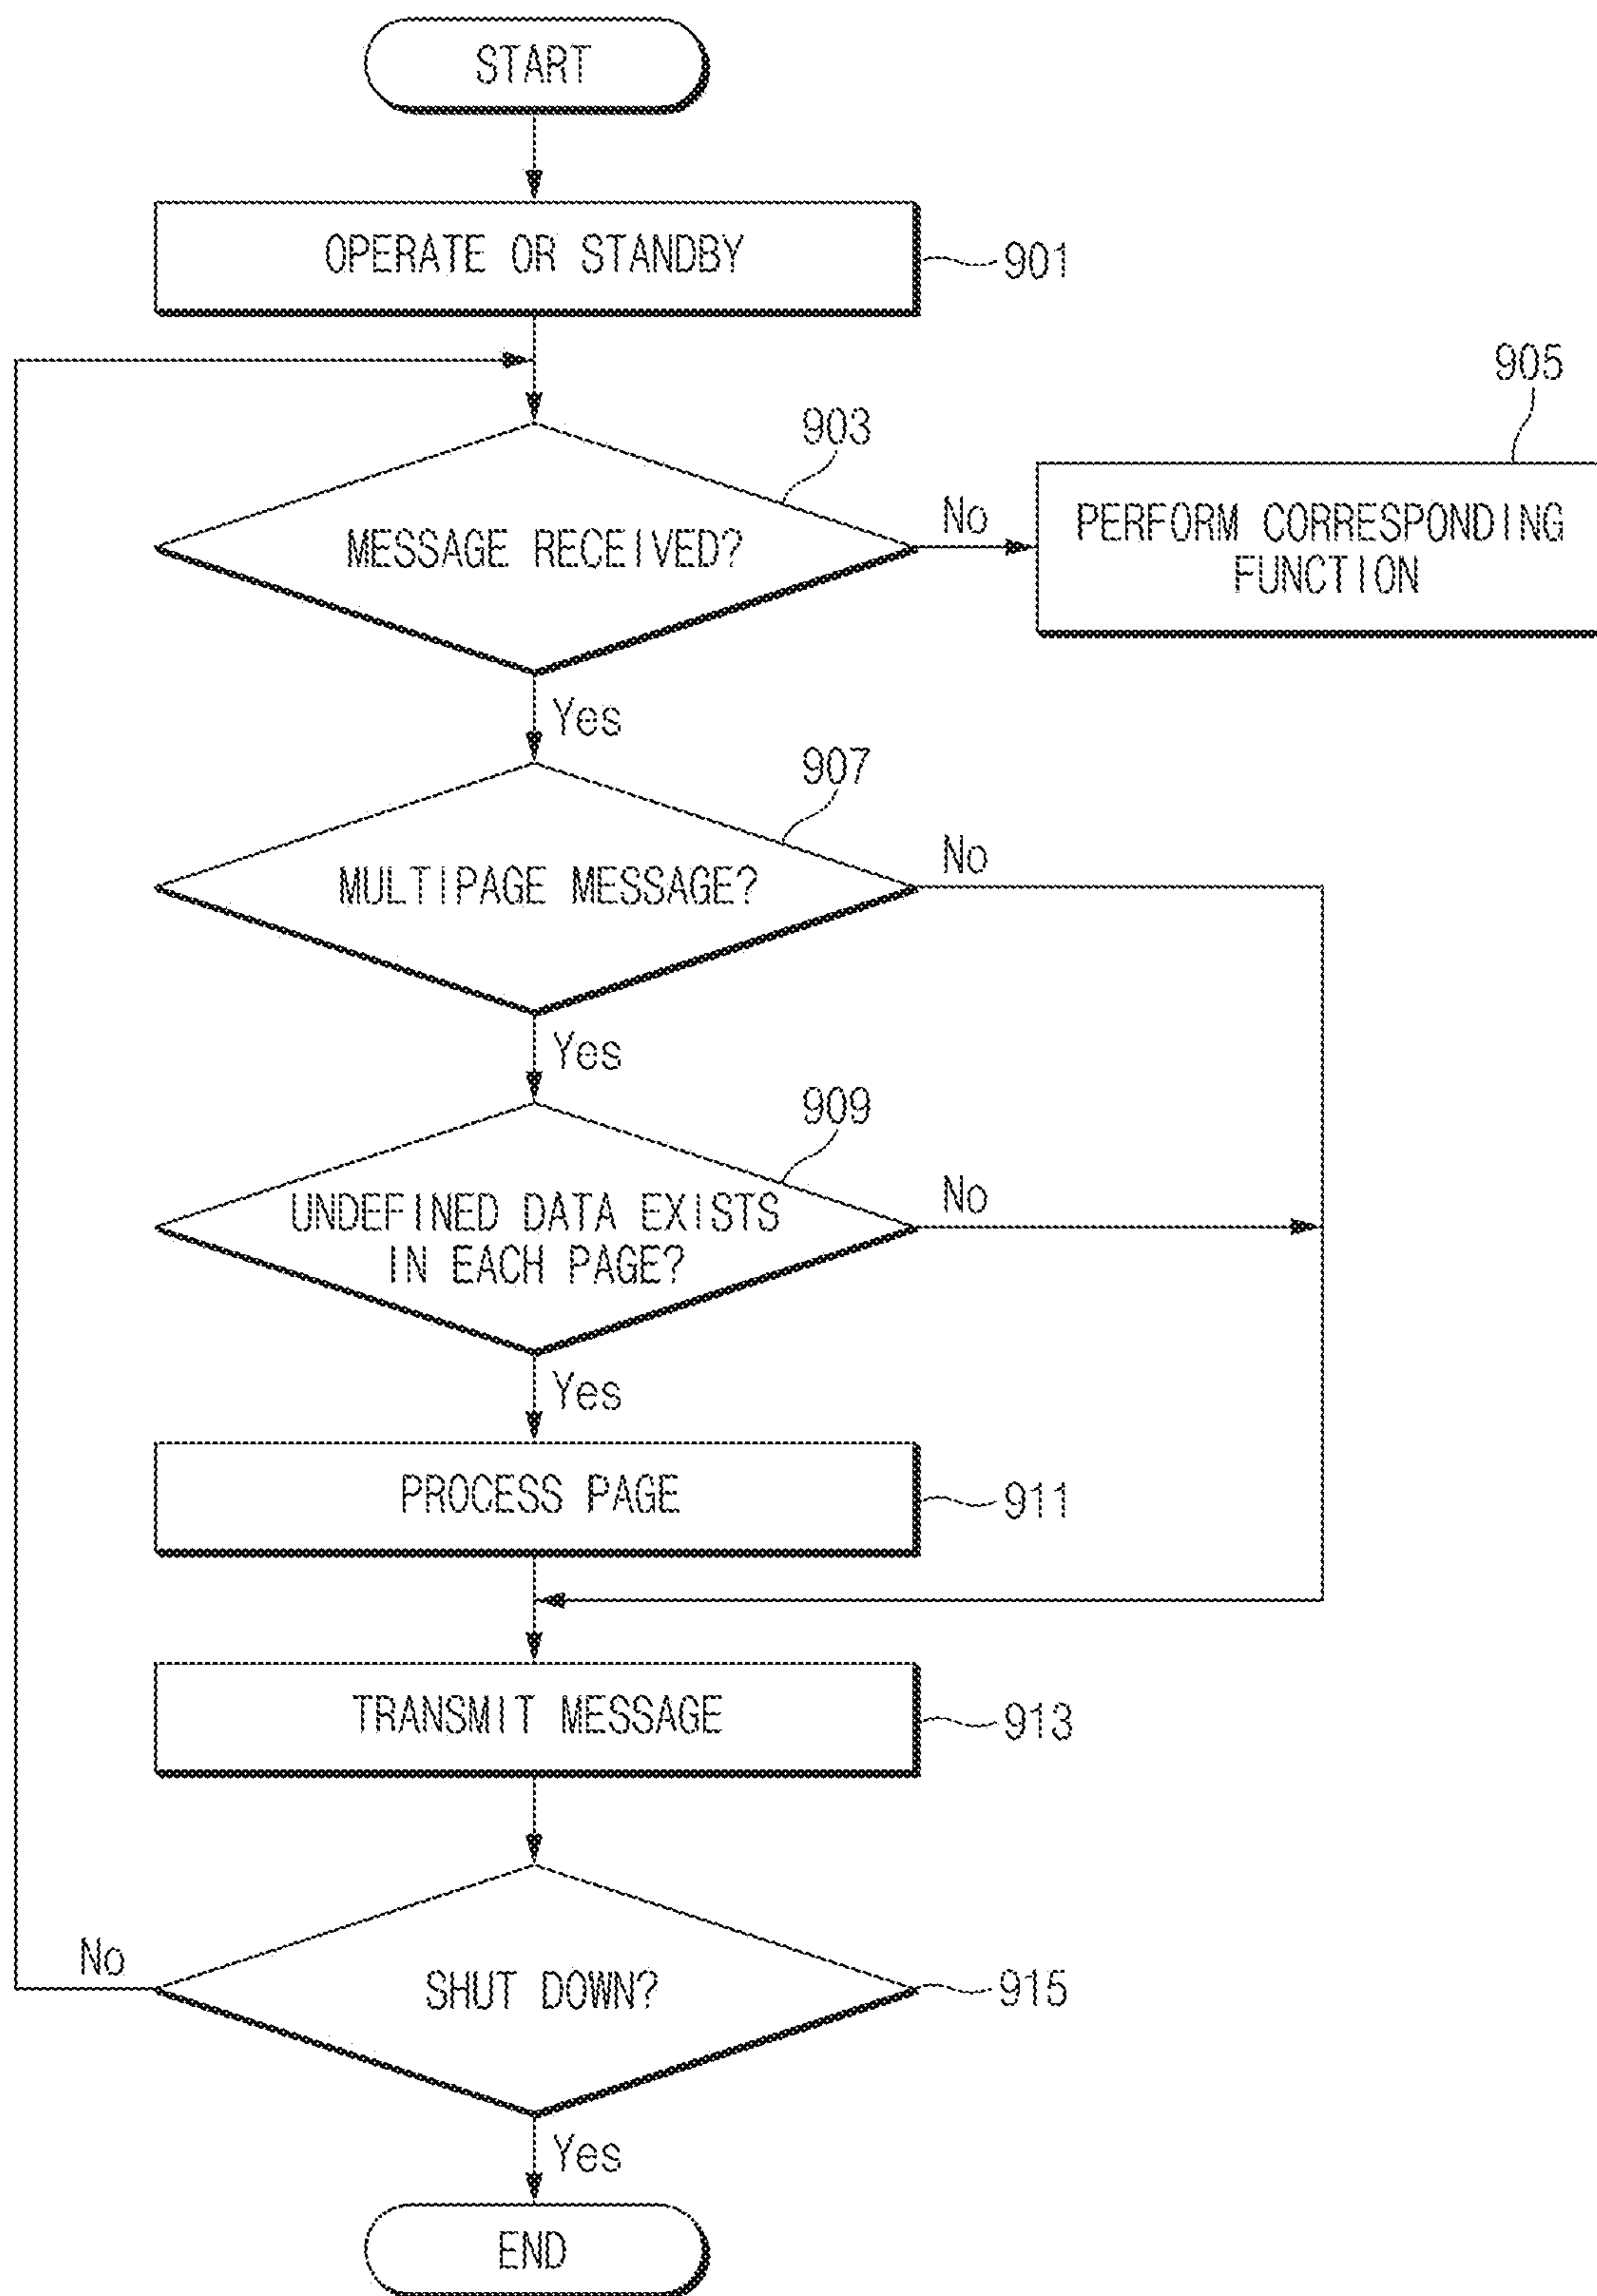 START
OPERATE OR STANDBY
901
905
903
No
MESSAGE RECEIVED?
PERFORM CORRESPONDING
FUNCTION
Yes
907
No
MULTIPAGE MESSAGE?
Yes
909
No
UNDEFINED DATA EXISTS
IN EACH PAGE?
Yes
PROCESS PAGE
911
TRANSMIT MESSAGE
913
No
SHUT DOWN?
915
Yes
END